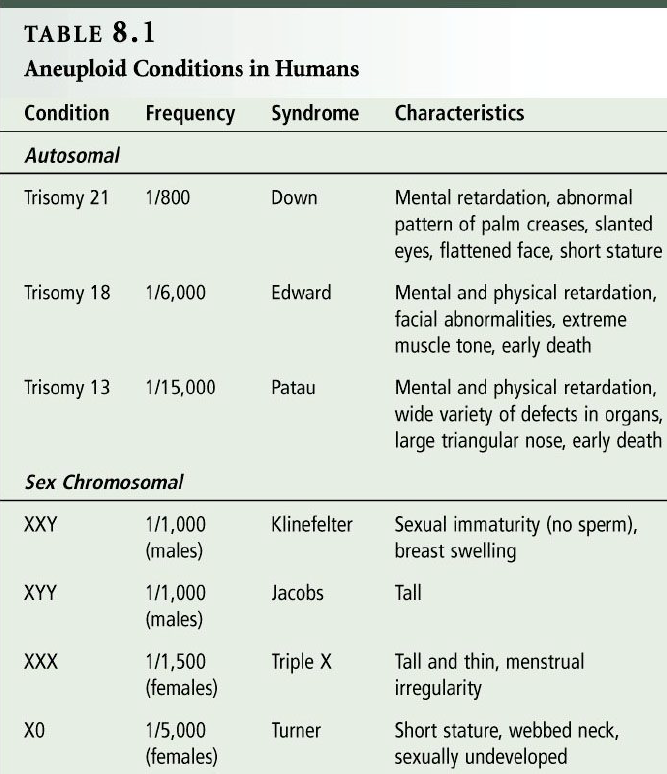 TABLE 8.1
Aneuploid Conditions in Humans
Condition Frequency Syndrome Characteristics
Autosomal
Trisomy 21 1/800 Down Mental retardation, abnormal
pattern of palm creases, slanted
eyes, flattened face, short stature
Trisomy 18 1/6,000 Edward Mental and physical retardation,
facial abnormalities, extreme
muscle tone, early death
Trisomy 13 1/15,000 Patau Mental and physical retardation,
wide variety of defects in organs,
large triangular nose, early death
Sex Chromosomal
XXY 1/1,000 Klinefelter Sexual immaturity (no sperm),
(males) breast swelling
XYY 1/1,000 Jacobs Tall
(males)
XXX 1/1,500 Triple X Tall and thin, menstrual
(females) irregularity
X0 1/5,000 Turner Short stature, webbed neck,
(females) sexually undeveloped